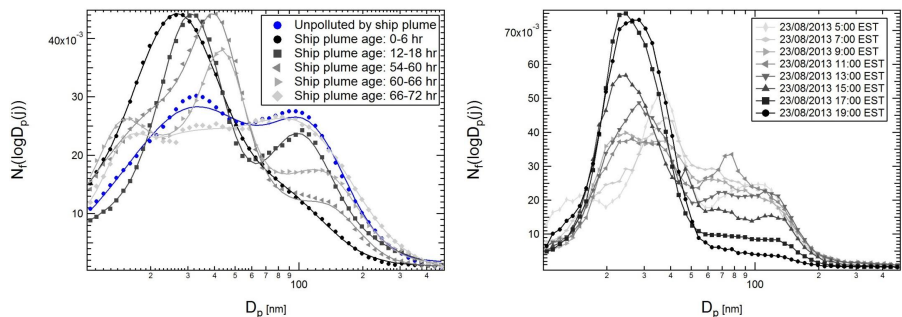 40x10⁻³
30
20
10
N_f(logD_p(j))
2 3 4 5 6 7 8 9 100 2 3 4
D_p [nm]
Unpolluted by ship plume
Ship plume age: 0-6 hr
Ship plume age: 12-18 hr
Ship plume age: 54-60 hr
Ship plume age: 60-66 hr
Ship plume age: 66-72 hr
70x10⁻³
60
50
40
30
20
10
N_f(logD_p(j))
2 3 4 5 6 7 8 9 100 2 3 4
D_p [nm]
23/08/2013 5:00 EST
23/08/2013 7:00 EST
23/08/2013 9:00 EST
23/08/2013 11:00 EST
23/08/2013 13:00 EST
23/08/2013 15:00 EST
23/08/2013 17:00 EST
23/08/2013 19:00 EST